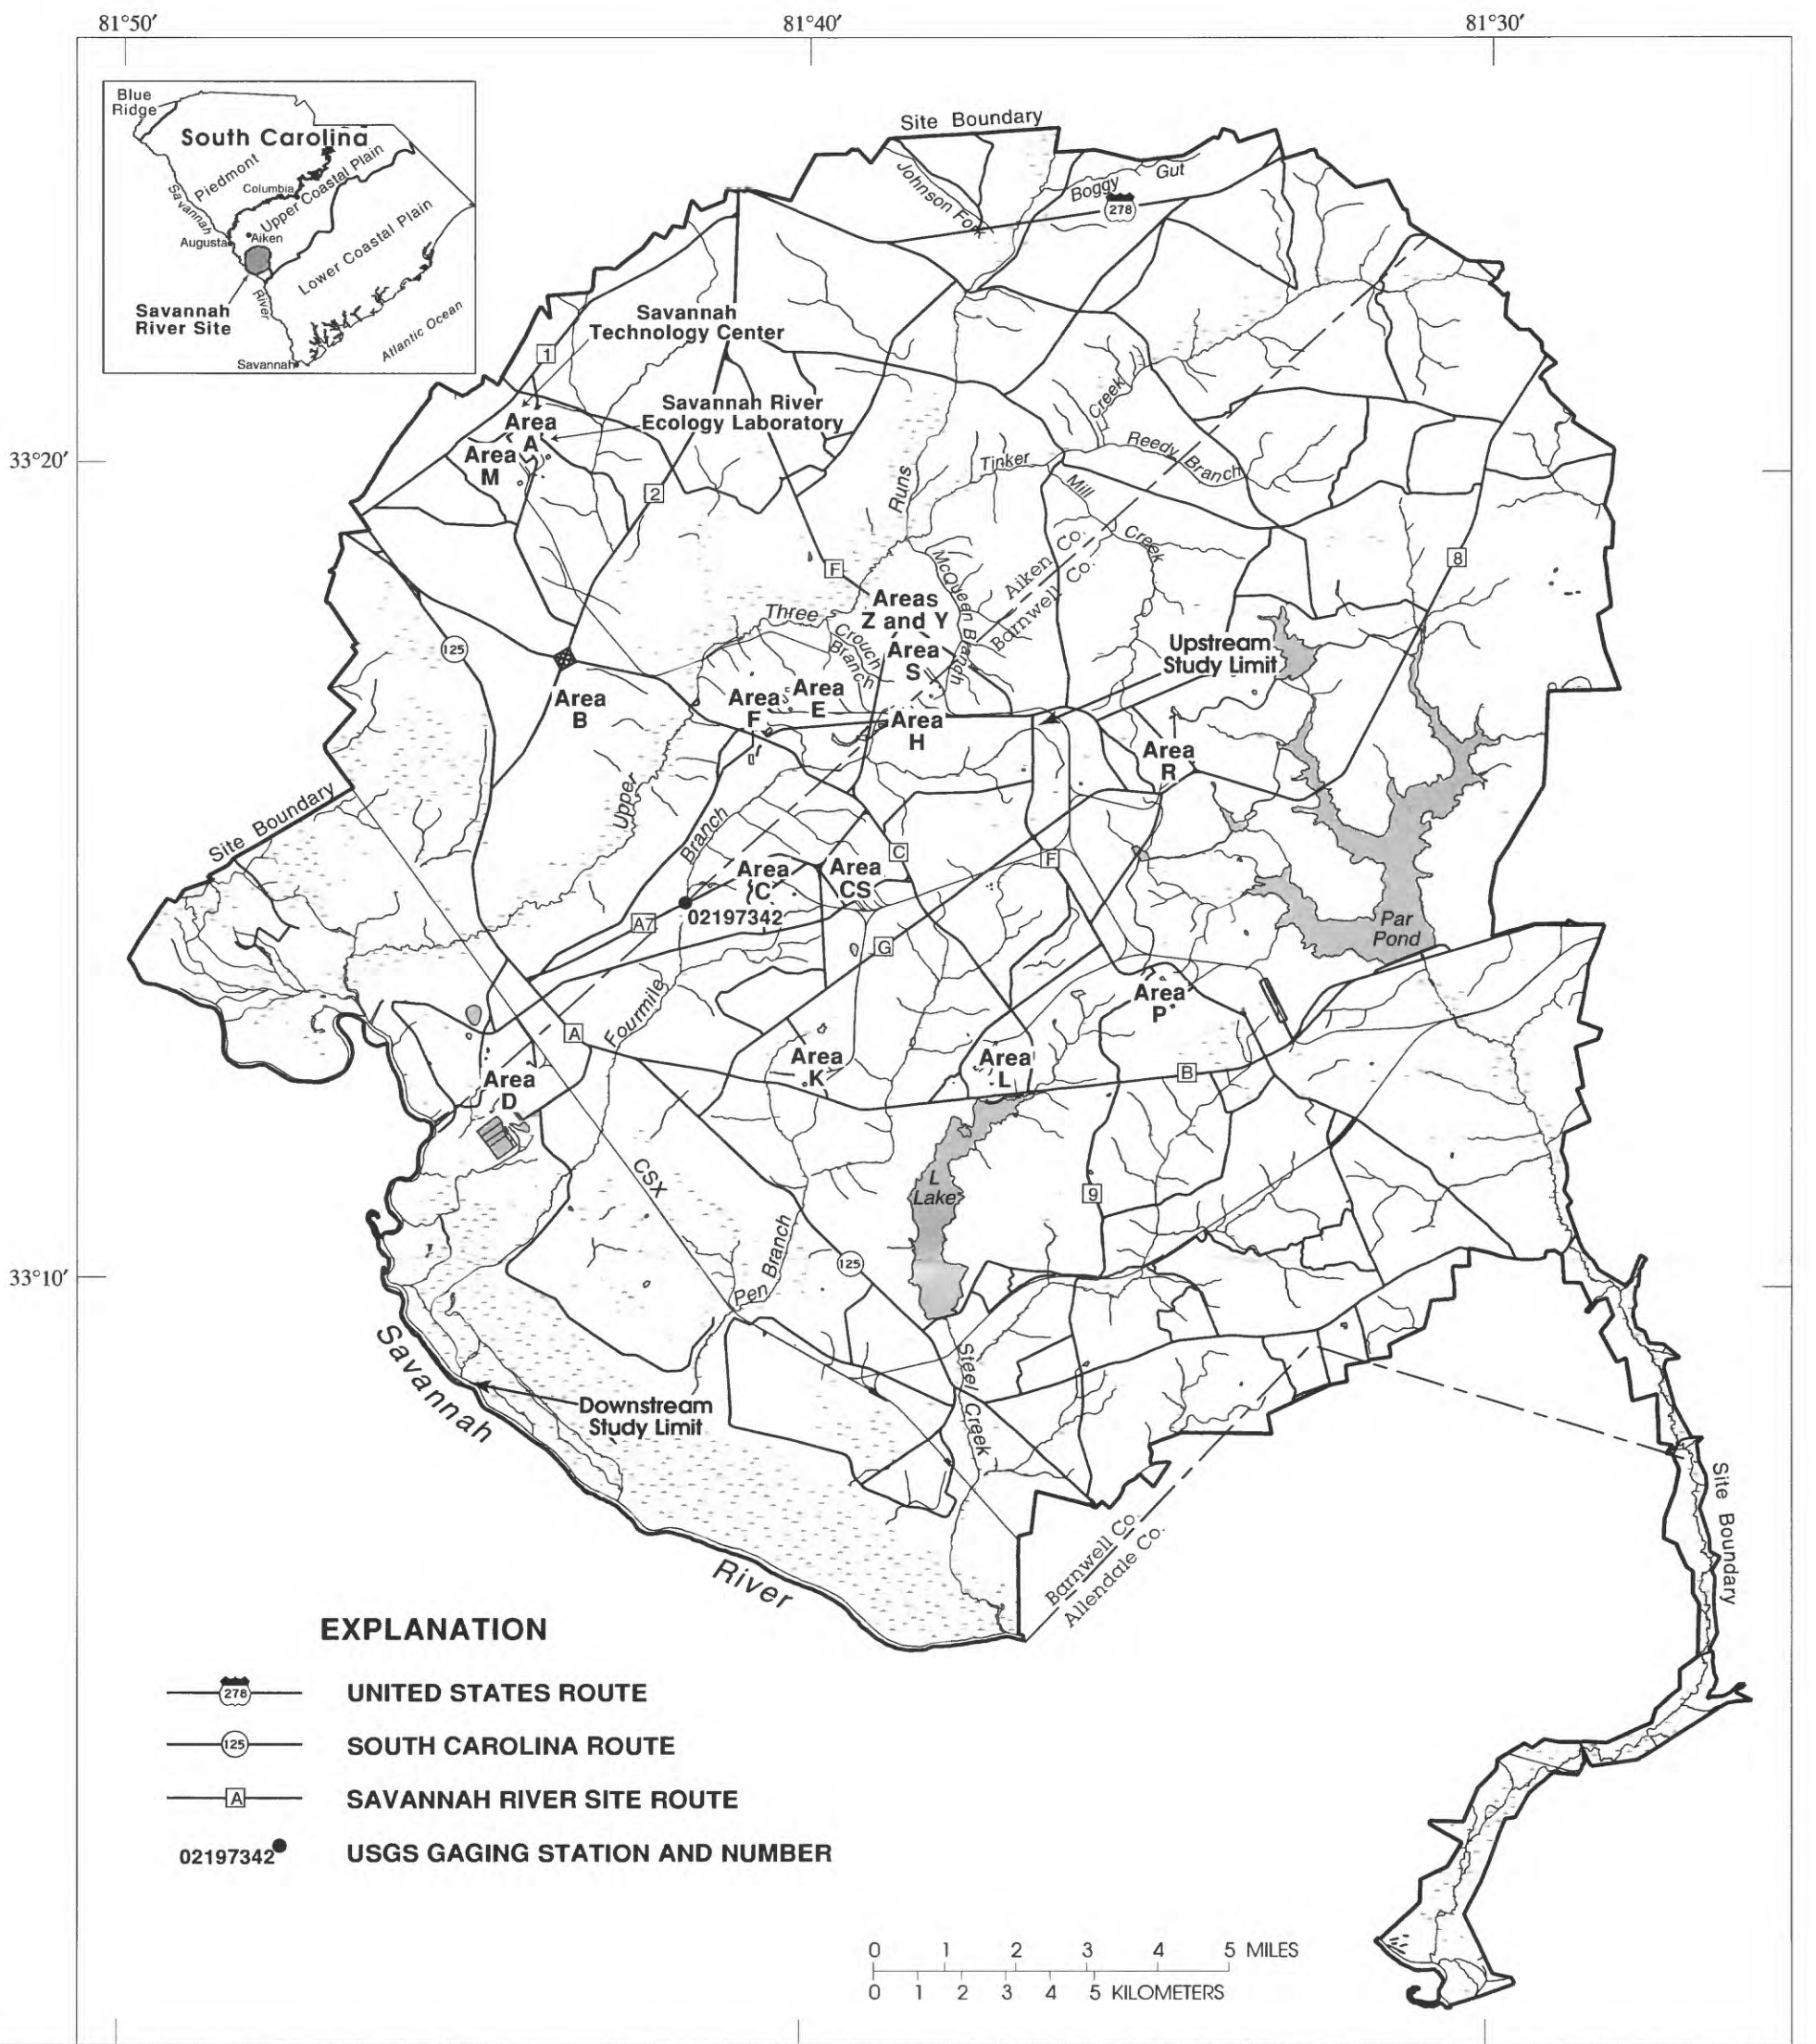 81°50′
81°40′
81°30′
33°20′
33°10′
Blue
Ridge
South Carolina
Piedmont
Columbia
Upper Coastal Plain
Savannah
Augusta
Aiken
Lower Coastal Plain
Savannah
River Site
River
Atlantic Ocean
Savannah
Site Boundary
Johnson Fork
Boggy Gut
278
Savannah
Technology Center
1
Savannah River
Ecology Laboratory
Area
A
Area
M
2
Creek
Reedy Branch
Tinker
Mill
Creek
Runs
8
F
McQueen Branch
Aiken Co.
Barnwell Co.
Areas
Z and Y
Three
Crouch
Branch
Area
S
Upstream
Study Limit
125
Area
B
Area
F
Area
E
Area
H
Area
R
Upper
Site Boundary
Branch
C
F
Area
C
Area
CS
02197342
A7
G
Par
Pond
Area
P
Fourmile
A
Area
K
Area
L
B
Area
D
CSX
L
Lake
9
Pen Branch
125
Savannah
Steel Creek
Downstream
Study Limit
River
Barnwell Co.
Allendale Co.
Site Boundary
EXPLANATION
278
UNITED STATES ROUTE
125
SOUTH CAROLINA ROUTE
A
SAVANNAH RIVER SITE ROUTE
02197342
USGS GAGING STATION AND NUMBER
0 1 2 3 4 5 MILES
0 1 2 3 4 5 KILOMETERS